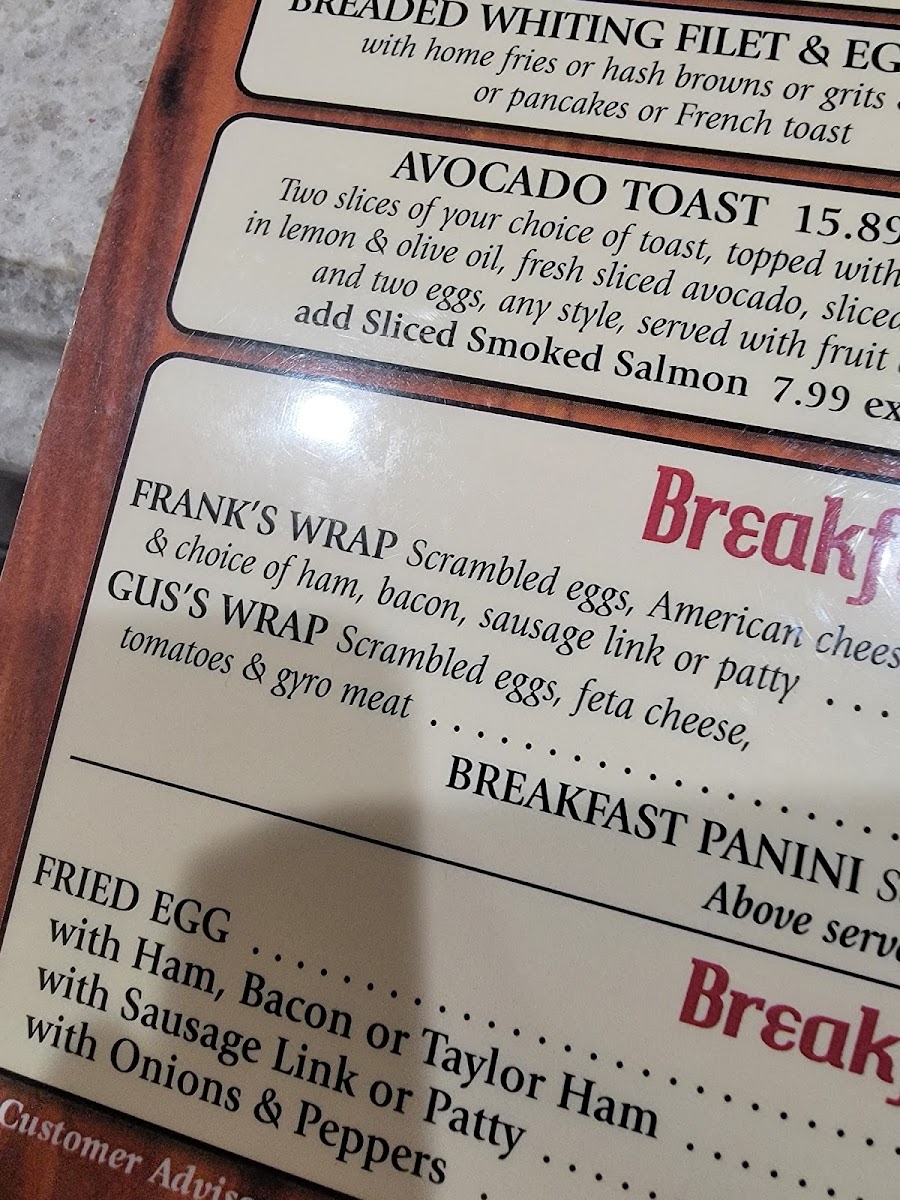 BREADED WHITING FILET & EG
with home fries or hash browns or grits
or pancakes or French toast
AVOCADO TOAST 15.89
Two slices of your choice of toast, topped with
in lemon & olive oil, fresh sliced avocado, sliced
and two eggs, any style, served with fruit
add Sliced Smoked Salmon 7.99 ex
Breakf
FRANK'S WRAP Scrambled eggs, American chees
& choice of ham, bacon, sausage link or patty . . . .
GUS'S WRAP Scrambled eggs, feta cheese,
tomatoes & gyro meat . . . . . . . . . . . . . . . .
BREAKFAST PANINI S
Above serv
Break
FRIED EGG . . . . . . . . . . . . . . . . . . . . .
with Ham, Bacon or Taylor Ham . . . . . .
with Sausage Link or Patty . . . . . . . .
with Onions & Peppers . . . .
Customer Advis